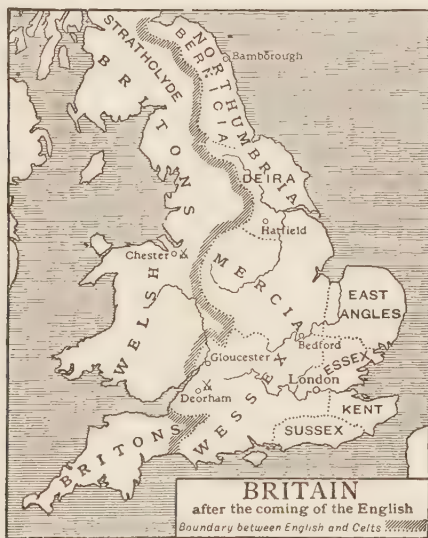 STRATHCLYDE
BRITONS
BERNICIA
NORTHUMBRIA
Bamborough
DEIRA
Hatfield
Chester
MERCIA
WELSH
EAST
ANGLES
Bedford
Gloucester
ESSEX
London
Deorham
WESSEX
KENT
SUSSEX
BRITONS
BRITAIN
after the coming of the English
Boundary between English and Celts